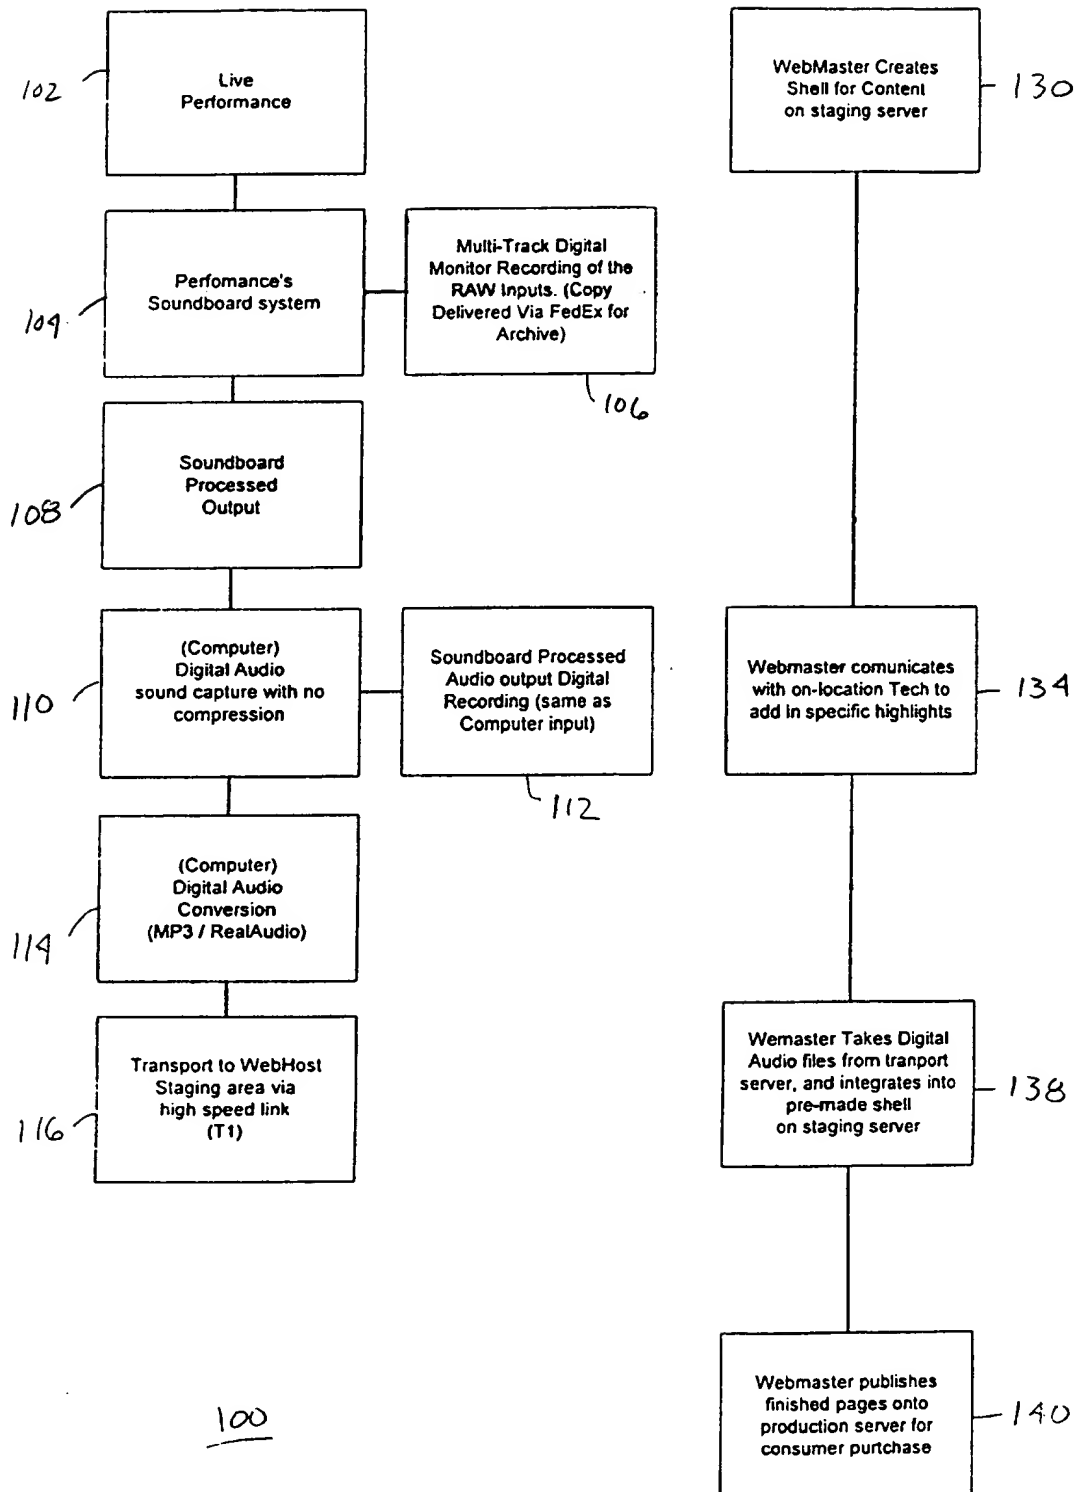 102
Live
Performance
104
Perfomance's
Soundboard system
Multi-Track Digital
Monitor Recording of the
RAW Inputs. (Copy
Delivered Via FedEx for
Archive)
106
108
Soundboard
Processed
Output
110
(Computer)
Digital Audio
sound capture with no
compression
Soundboard Processed
Audio output Digital
Recording (same as
Computer input)
112
114
(Computer)
Digital Audio
Conversion
(MP3 / RealAudio)
116
Transport to WebHost
Staging area via
high speed link
(T1)
100
WebMaster Creates
Shell for Content
on staging server
130
Webmaster comunicates
with on-location Tech to
add in specific highlights
134
Wemaster Takes Digital
Audio files from tranport
server, and integrates into
pre-made shell
on staging server
138
Webmaster publishes
finished pages onto
production server for
consumer purtchase
140